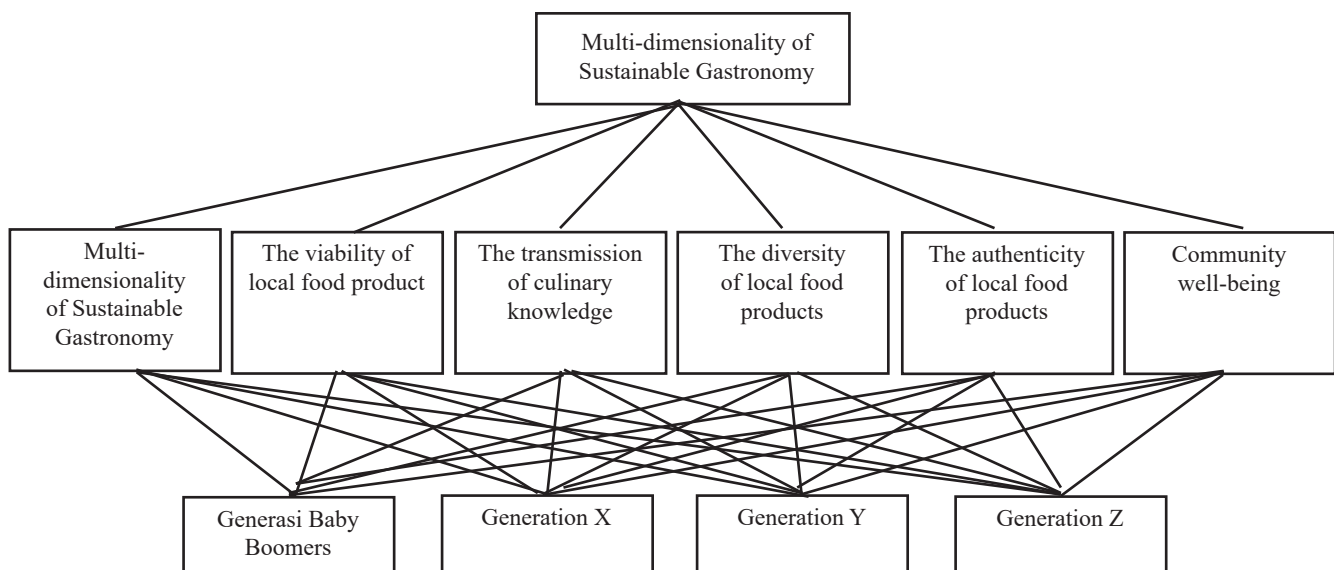 Multi-dimensionality of
Sustainable Gastronomy
Multi-
dimensionality
of Sustainable
Gastronomy
The viability of
local food product
The transmission
of culinary
knowledge
The diversity
of local food
products
The authenticity
of local food
products
Community
well-being
Generasi Baby
Boomers
Generation X
Generation Y
Generation Z